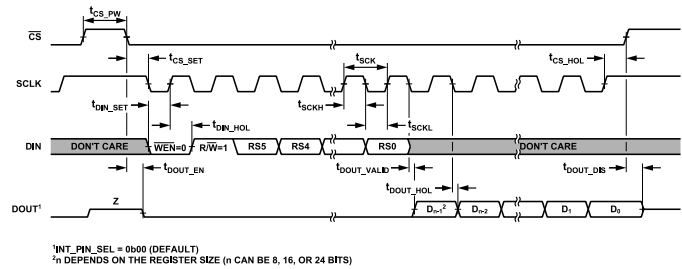 tCS_PW
CS
tCS_SET
tSCK
tCS_HOL
SCLK
tDIN_SET
tSCKH
tSCKL
tDIN_HOL
DIN
DON'T CARE
WEN=0
R/W=1
RS5
RS4
RS0
DON'T CARE
tDOUT_EN
tDOUT_VALID
tDOUT_DIS
tDOUT_HOL
Z
DOUT¹
Dn-1²
Dn-2
D1
D0
¹INT_PIN_SEL = 0b00 (DEFAULT)
²n DEPENDS ON THE REGISTER SIZE (n CAN BE 8, 16, OR 24 BITS)